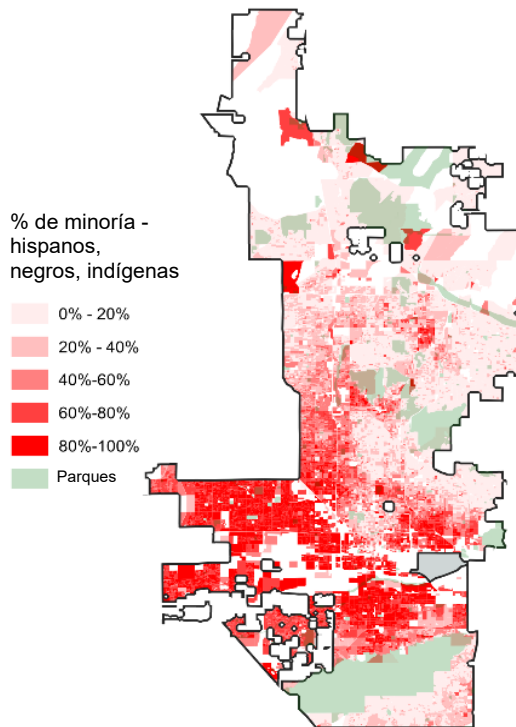 % de minoría -
hispanos,
negros, indígenas
0% - 20%
20% - 40%
40%-60%
60%-80%
80%-100%
Parques